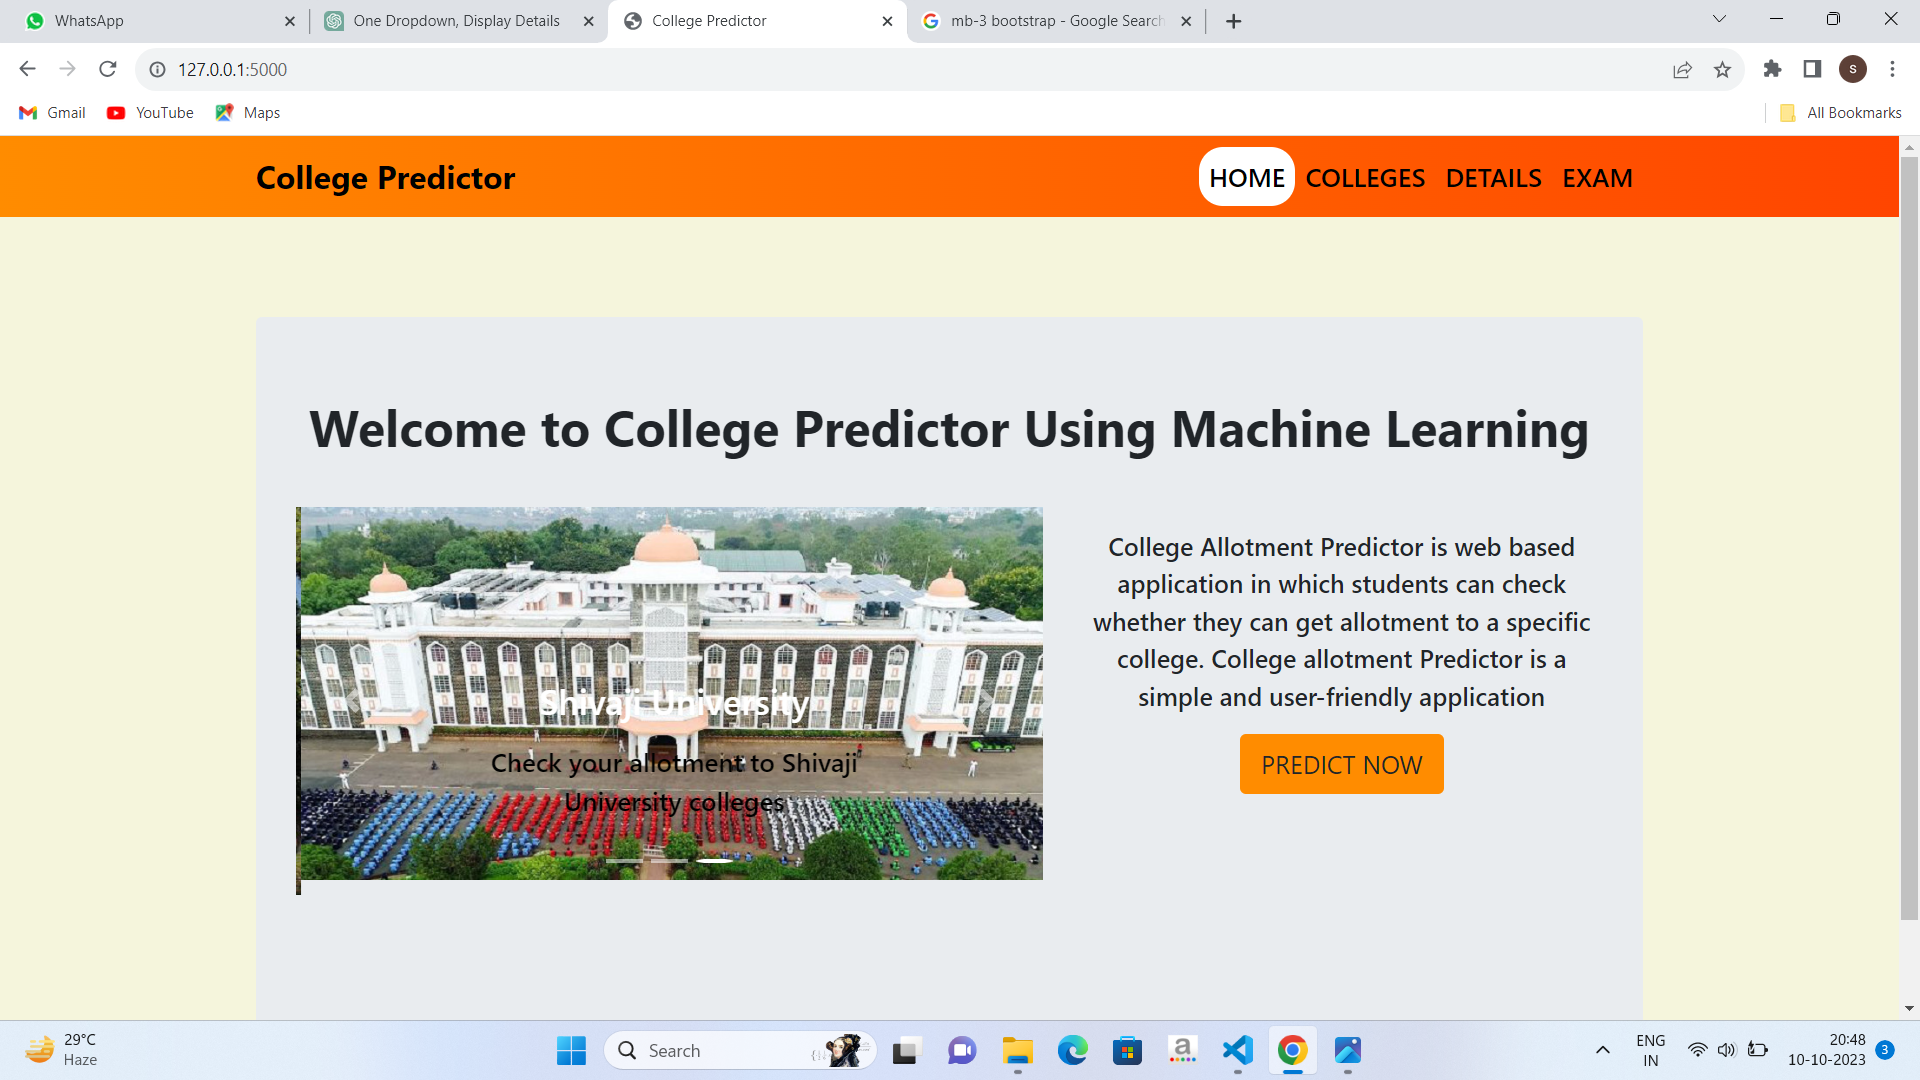 WhatsApp
One Dropdown, Display Details
College Predictor
mb-3 bootstrap - Google Search
127.0.0.1:5000
S
Gmail
YouTube
Maps
All Bookmarks
College Predictor
HOME
COLLEGES
DETAILS
EXAM
Welcome to College Predictor Using Machine Learning
Shivaji University
Check your allotment to Shivaji
University colleges
College Allotment Predictor is web based
application in which students can check
whether they can get allotment to a specific
college. College allotment Predictor is a
simple and user-friendly application
PREDICT NOW
29°C
Haze
Search
a
ENG
IN
20:48
10-10-2023
3